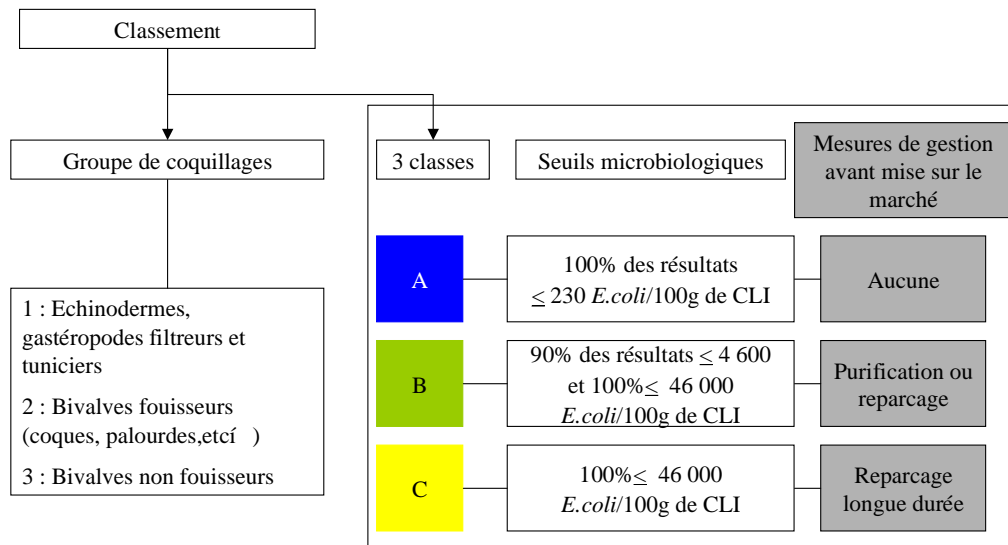 Classement
Groupe de coquillages
3 classes
Seuils microbiologiques
Mesures de gestion
avant mise sur le
marché
1 : Echinodermes,
gastéropodes filtreurs et
tuniciers
2 : Bivalves fouisseurs
(coques, palourdes,etcí )
3 : Bivalves non fouisseurs
A
100% des résultats
≤ 230 E.coli/100g de CLI
Aucune
B
90% des résultats ≤ 4 600
et 100%≤ 46 000
E.coli/100g de CLI
Purification ou
reparcage
C
100%≤ 46 000
E.coli/100g de CLI
Reparcage
longue durée